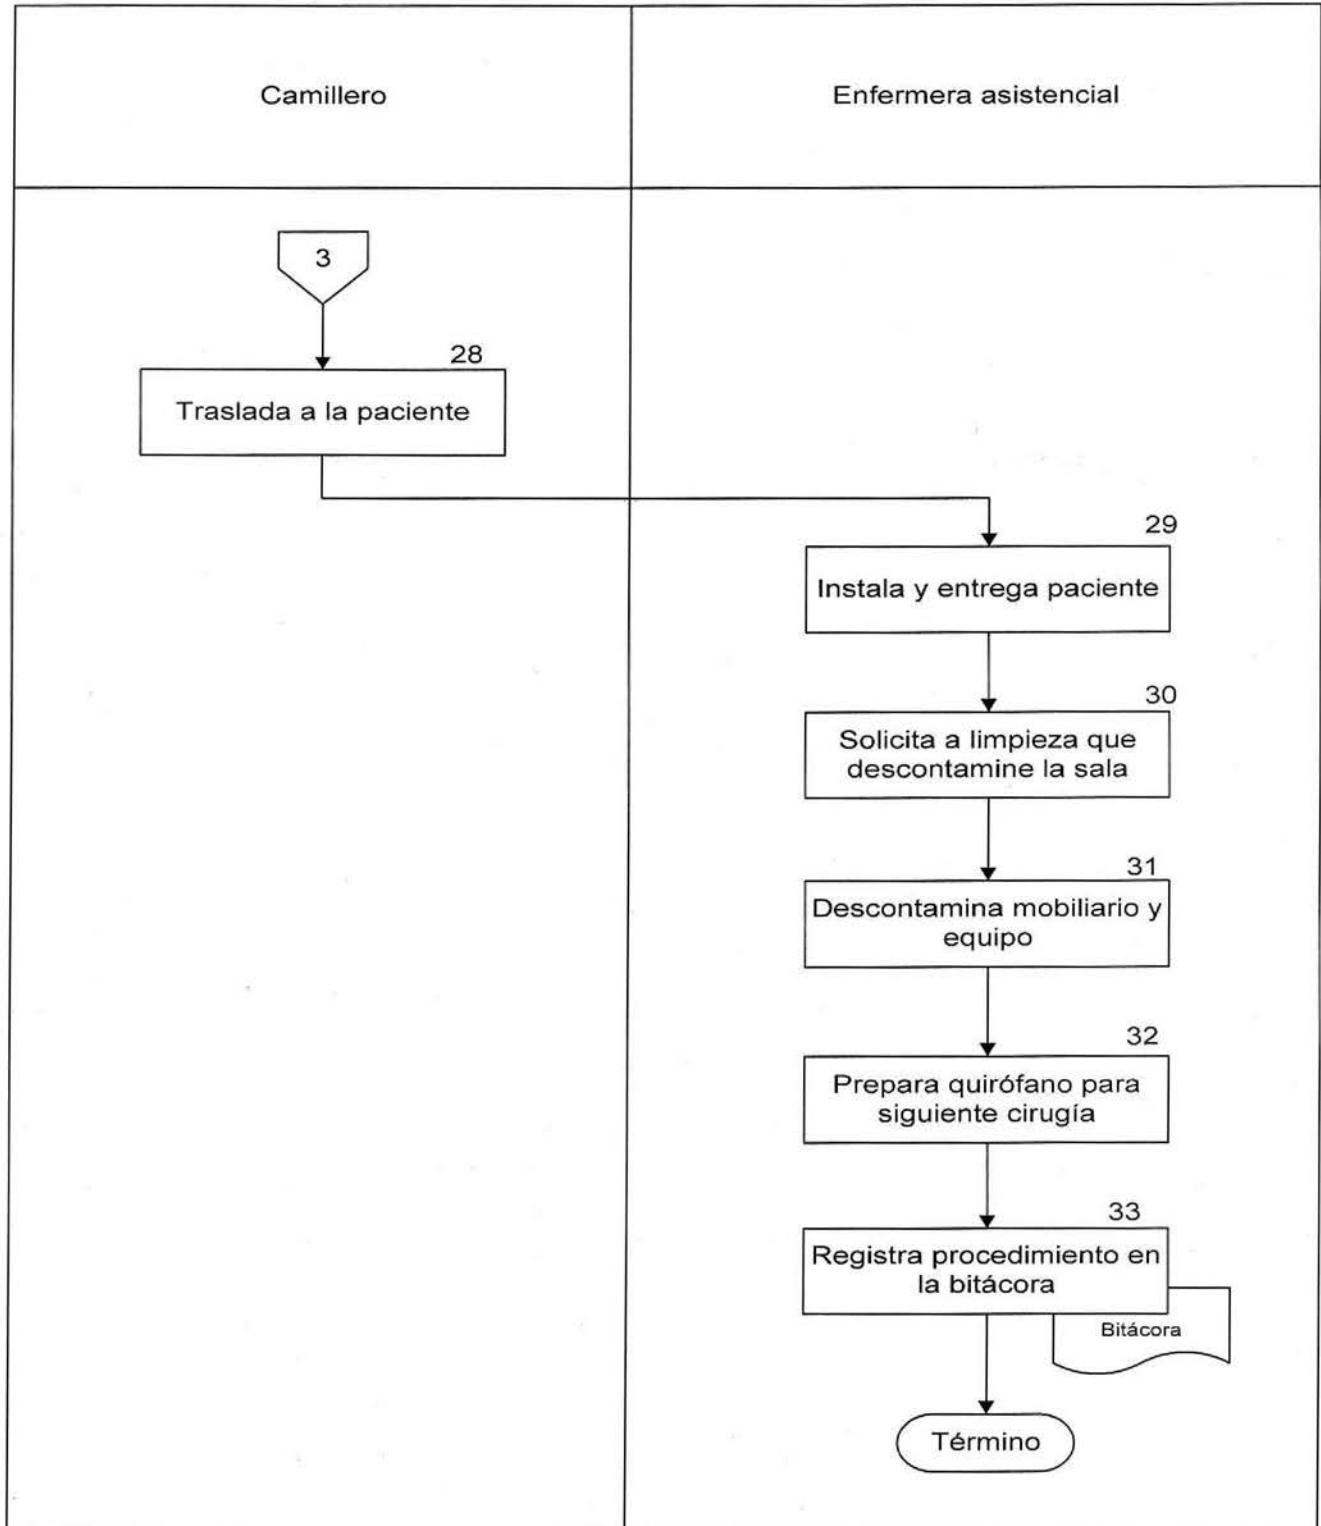 Camillero
Enfermera asistencial
3
28
Traslada a la paciente
29
Instala y entrega paciente
30
Solicita a limpieza que
descontamine la sala
31
Descontamina mobiliario y
equipo
32
Prepara quirófano para
siguiente cirugía
33
Registra procedimiento en
la bitácora
Bitácora
Término